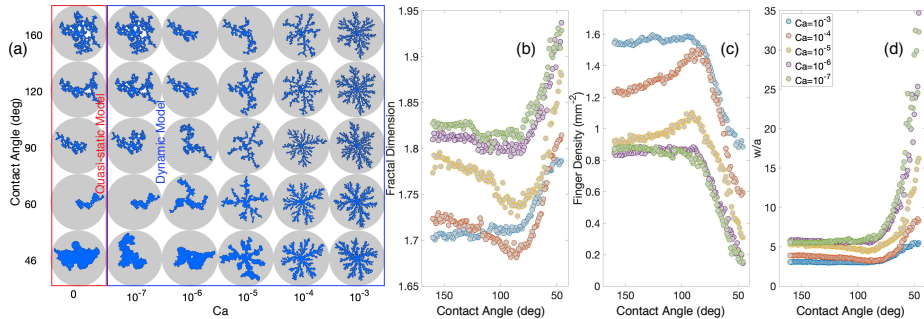 (a)
Contact Angle (deg)
160
120
90
60
46
Quasi-static Model
Dynamic Model
0
10⁻⁷
10⁻⁶
10⁻⁵
10⁻⁴
10⁻³
Ca
(b)
Fractal Dimension
1.95
1.9
1.85
1.8
1.75
1.7
1.65
150
100
50
Contact Angle (deg)
(c)
Finger Density (mm⁻²)
1.6
1.4
1.2
1
0.8
0.6
0.4
0.2
0
150
100
50
Contact Angle (deg)
(d)
w/a
35
30
25
20
15
10
5
0
150
100
50
Contact Angle (deg)
Ca=10⁻³
Ca=10⁻⁴
Ca=10⁻⁵
Ca=10⁻⁶
Ca=10⁻⁷